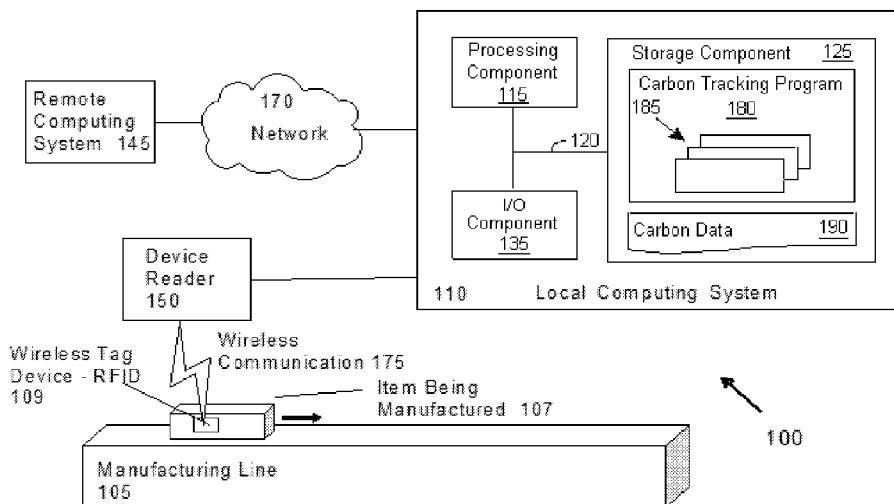 Remote
Computing
System 145
170
Network
Processing
Component
115
120
I/O
Component
135
Storage Component 125
Carbon Tracking Program
185
180
Carbon Data 190
110 Local Computing System
Device
Reader
150
Wireless
Communication 175
Wireless Tag
Device - RFID
109
Item Being
Manufactured 107
100
Manufacturing Line
105